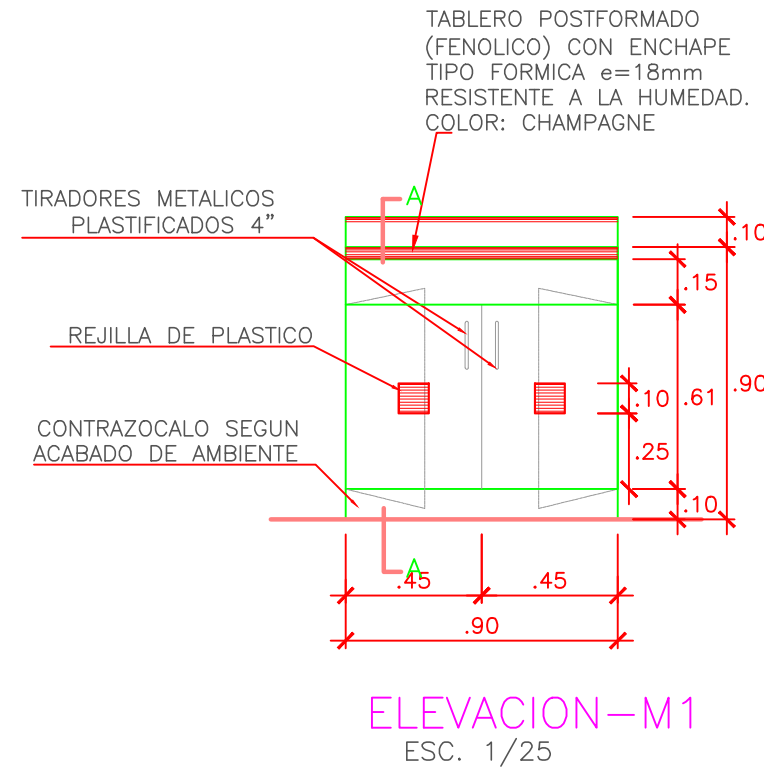 TABLERO POSTFORMADO
(FENOLICO) CON ENCHAPE
TIPO FORMICA e=18mm
RESISTENTE A LA HUMEDAD.
COLOR: CHAMPAGNE
A
TIRADORES METALICOS
PLASTIFICADOS 4"
.10
.15
REJILLA DE PLASTICO
.10
.61
.90
CONTRAZOCALO SEGUN
ACABADO DE AMBIENTE
.25
.10
A
.45
.45
.90
ELEVACION-M1
ESC. 1/25